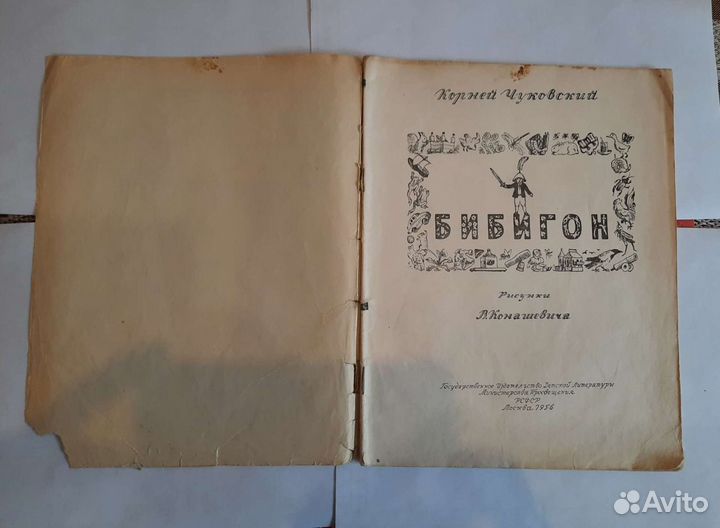 Корней Чуковский
БИБИГОН
Рисунки
В. Конашевича
Государственное Издательство Детской Литературы
Министерства Просвещения
РСФСР
Москва 1956
Avito